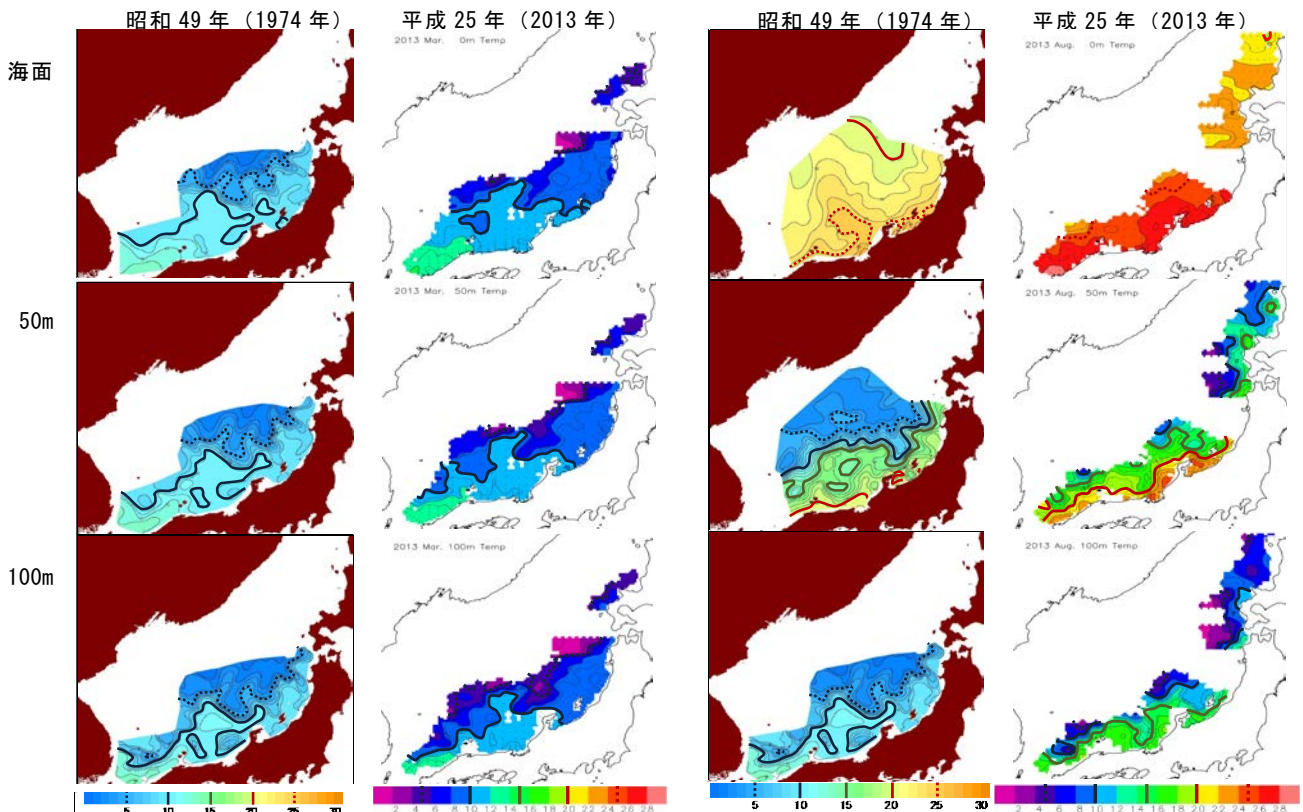 昭和 49 年（1974 年） 平成 25 年（2013 年） 昭和 49 年（1974 年） 平成 25 年（2013 年）
海面
2013 Mar. 0m Temp
2013 Aug. 0m Temp
50m
2013 Mar. 50m Temp
2013 Aug. 50m Temp
100m
2013 Mar. 100m Temp
2013 Aug. 100m Temp
5 10 15 20 25 30
2 4 6 8 10 12 14 16 18 20 22 24 26 28
5 10 15 20 25 30
2 4 6 8 10 12 14 16 18 20 22 24 26 28